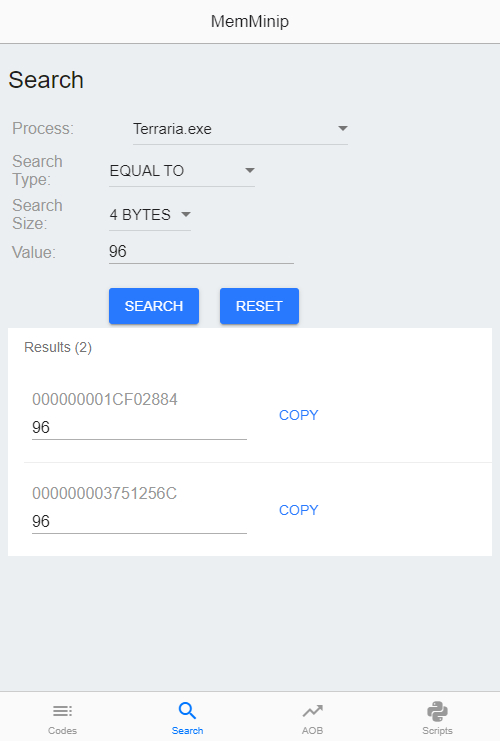 MemMinip
Search
Process: Terraria.exe
Search Type: EQUAL TO
Search Size: 4 BYTES
Value: 96
SEARCH RESET
Results (2)
000000001CF02884
96 COPY
000000003751256C
96 COPY
Codes Search AOB Scripts